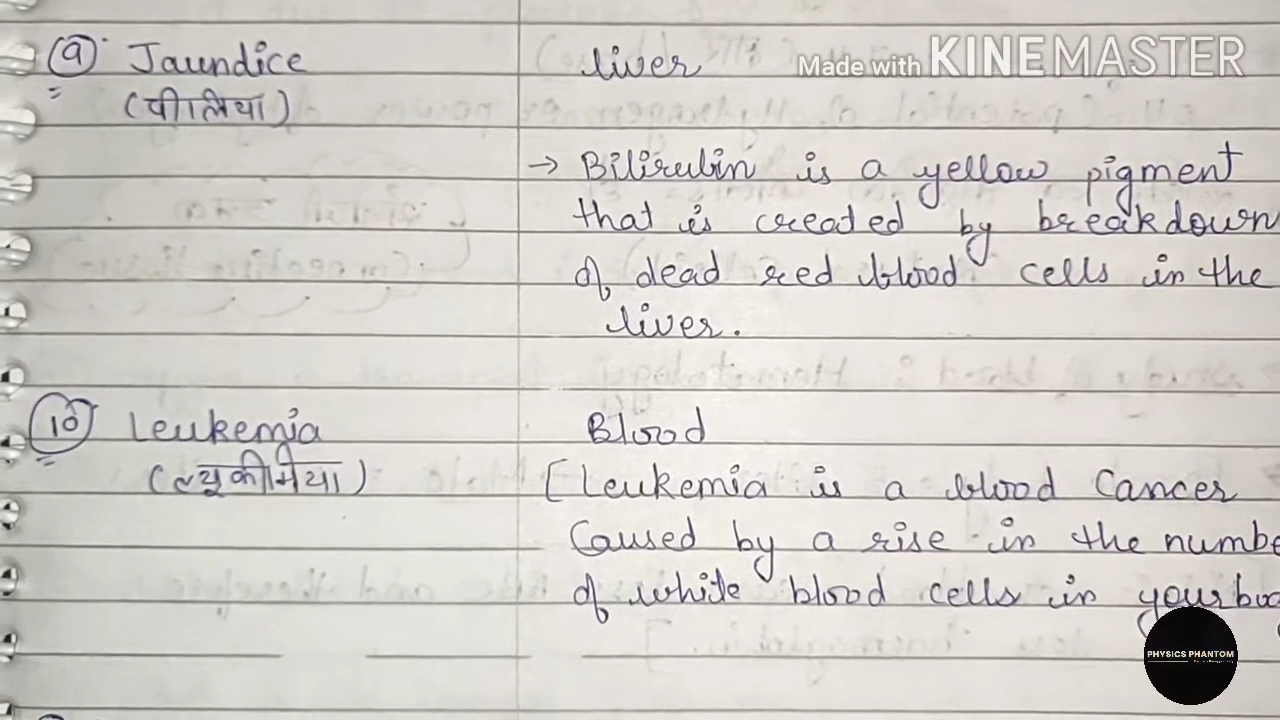 9 Jaundice liver
(पीलिया)
→ Bilirubin is a yellow pigment
that is created by breakdown
of dead red blood cells in the
liver.
10 Leukemia Blood
(ल्यूकीमिया) [Leukemia is a blood Cancer
Caused by a rise in the numbe
of white blood cells in your bod
Made with KINEMASTER
PHYSICS PHANTOM